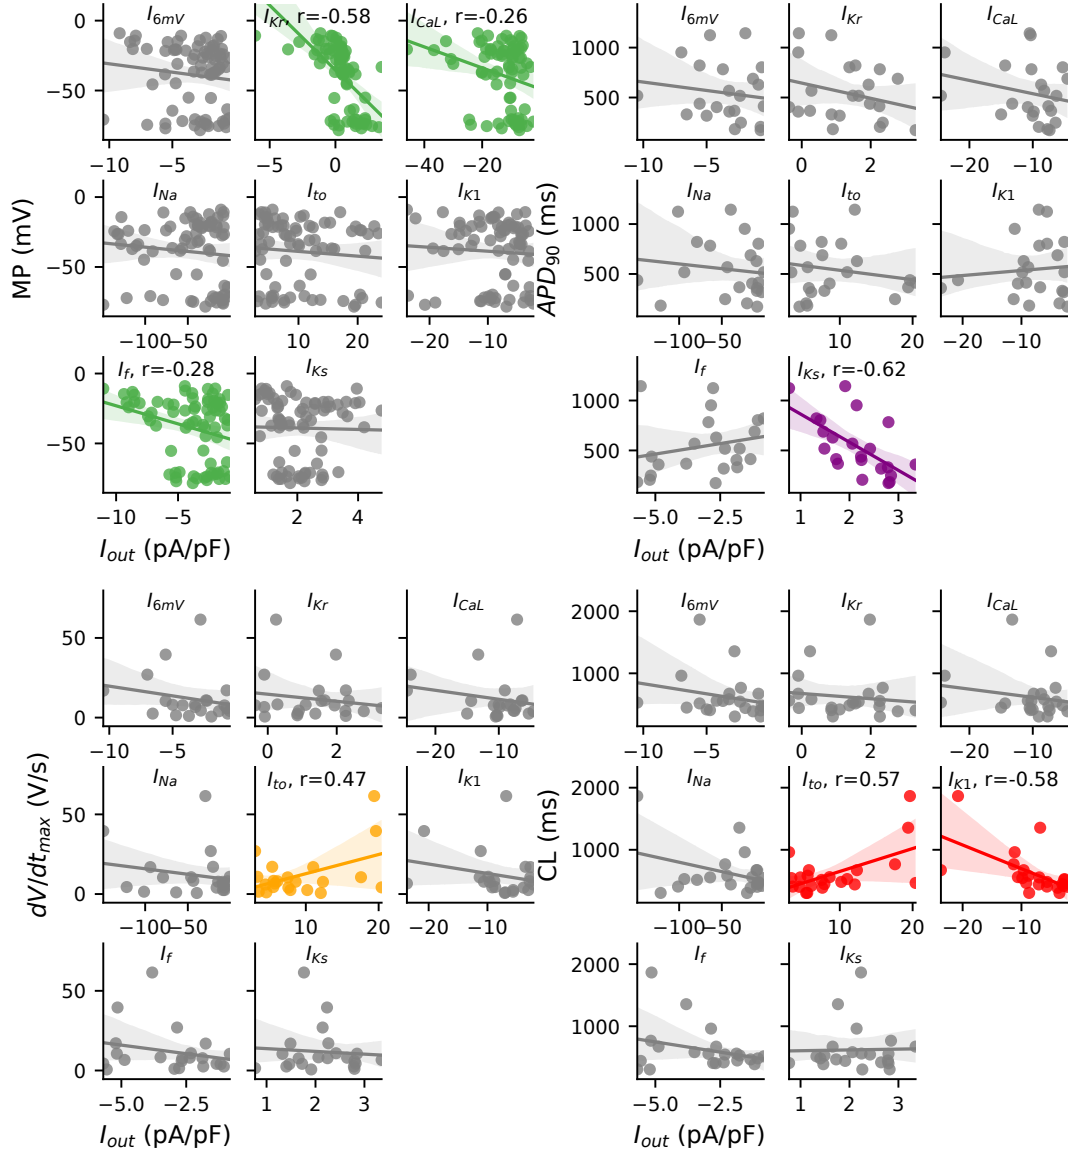 I6mV
IKr, r=-0.58
ICaL, r=-0.26
0
−50
−10
−5
−5
0
−40
−20
MP (mV)
INa
Ito
IK1
0
−50
−100
−50
10
20
−20
−10
If, r=-0.28
IKs
0
−50
−10
−5
2
4
Iout (pA/pF)
I6mV
IKr
ICaL
1000
500
−10
−5
0
2
−20
−10
APD90 (ms)
INa
Ito
IK1
1000
500
−100
−50
10
20
−20
−10
If
IKs, r=-0.62
1000
500
−5.0
−2.5
1
2
3
Iout (pA/pF)
I6mV
IKr
ICaL
50
0
−10
−5
0
2
−20
−10
dV/dtmax (V/s)
INa
Ito, r=0.47
IK1
50
0
−100
−50
10
20
−20
−10
If
IKs
50
0
−5.0
−2.5
1
2
3
Iout (pA/pF)
I6mV
IKr
ICaL
2000
1000
−10
−5
0
2
−20
−10
CL (ms)
INa
Ito, r=0.57
IK1, r=-0.58
2000
1000
−100
−50
10
20
−20
−10
If
IKs
2000
1000
−5.0
−2.5
1
2
3
Iout (pA/pF)